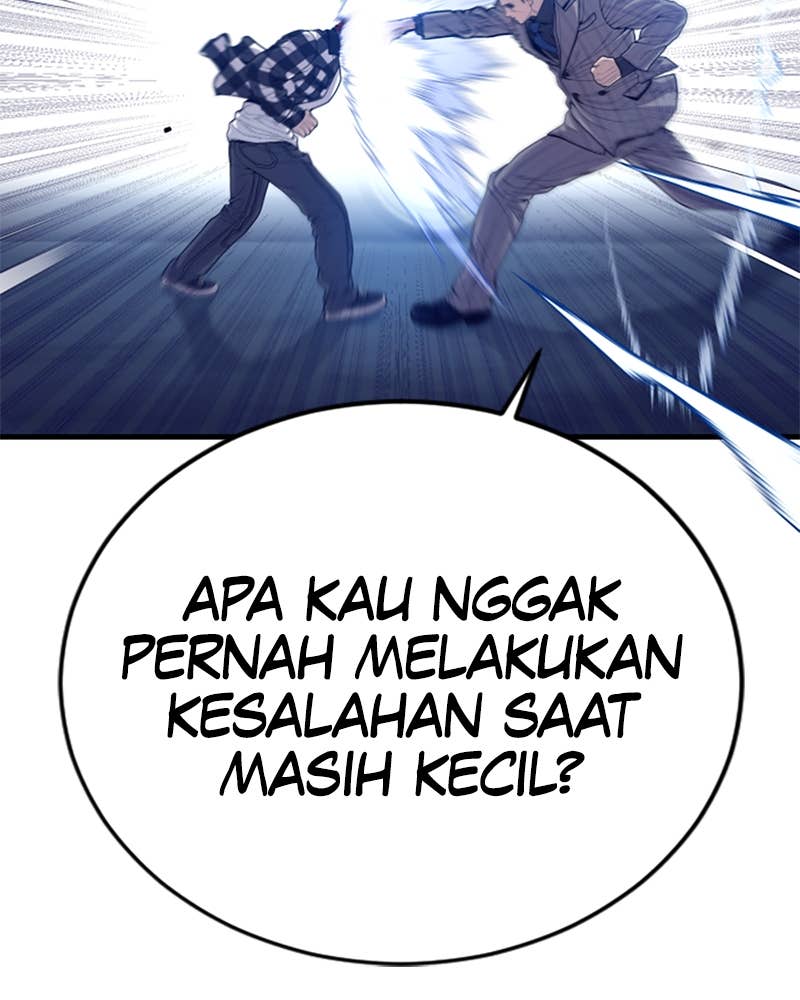 APA KAU NGGAK
PERNAH MELAKUKAN
KESALAHAN SAAT
MASIH KECIL?